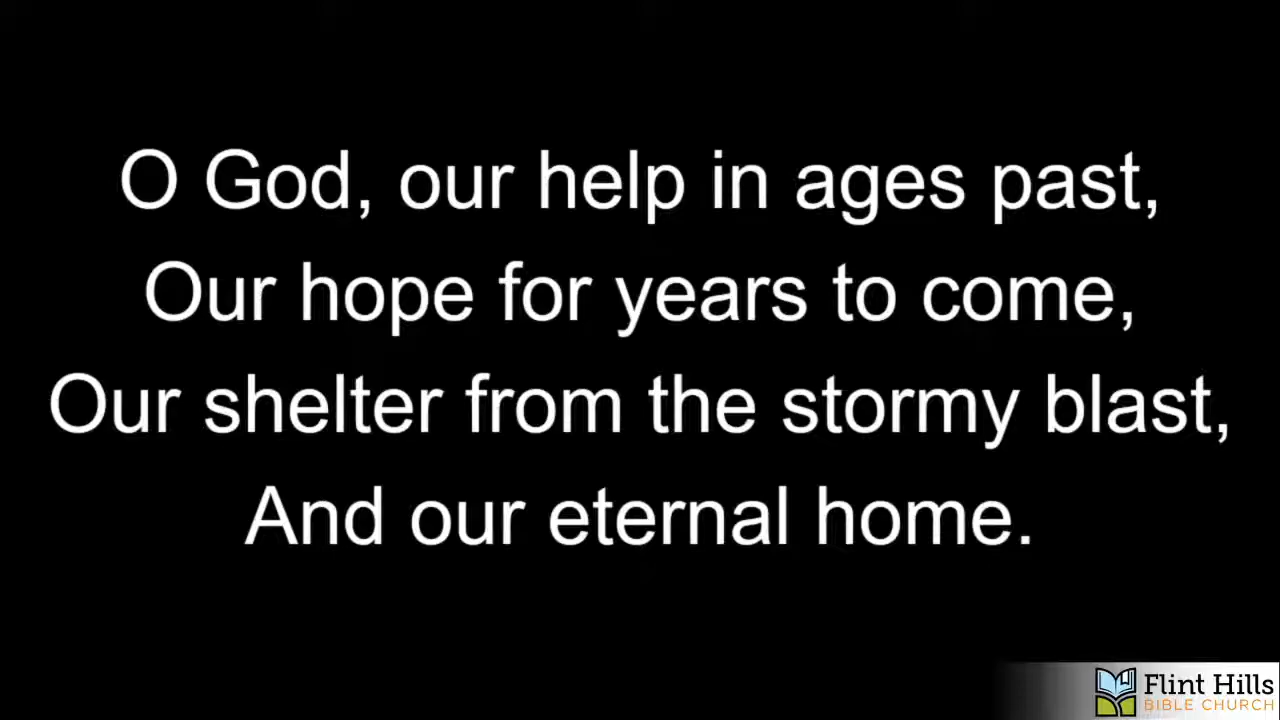 O God, our help in ages past,
Our hope for years to come,
Our shelter from the stormy blast,
And our eternal home.
Flint Hills
BIBLE CHURCH